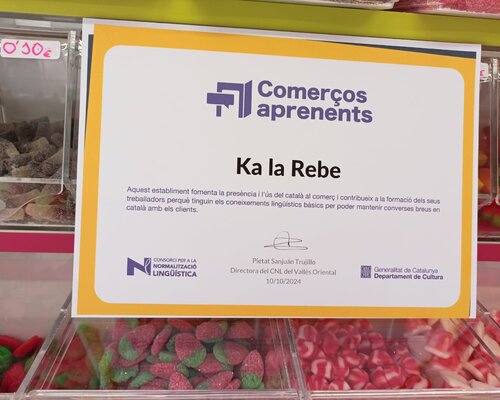 0'10€
Comerços
aprenents
Ka la Rebe
Aquest establiment fomenta la presència i l'ús del català al comerç i contribueix a la formació dels seus
treballadors perquè tinguin els coneixements lingüístics bàsics per poder mantenir converses breus en
català amb els clients.
Pietat Sanjuán Trujillo
Directora del CNL del Vallès Oriental
10/10/2024
CONSORCI PER A LA
NORMALITZACIÓ
LINGÜÍSTICA
Generalitat de Catalunya
Departament de Cultura